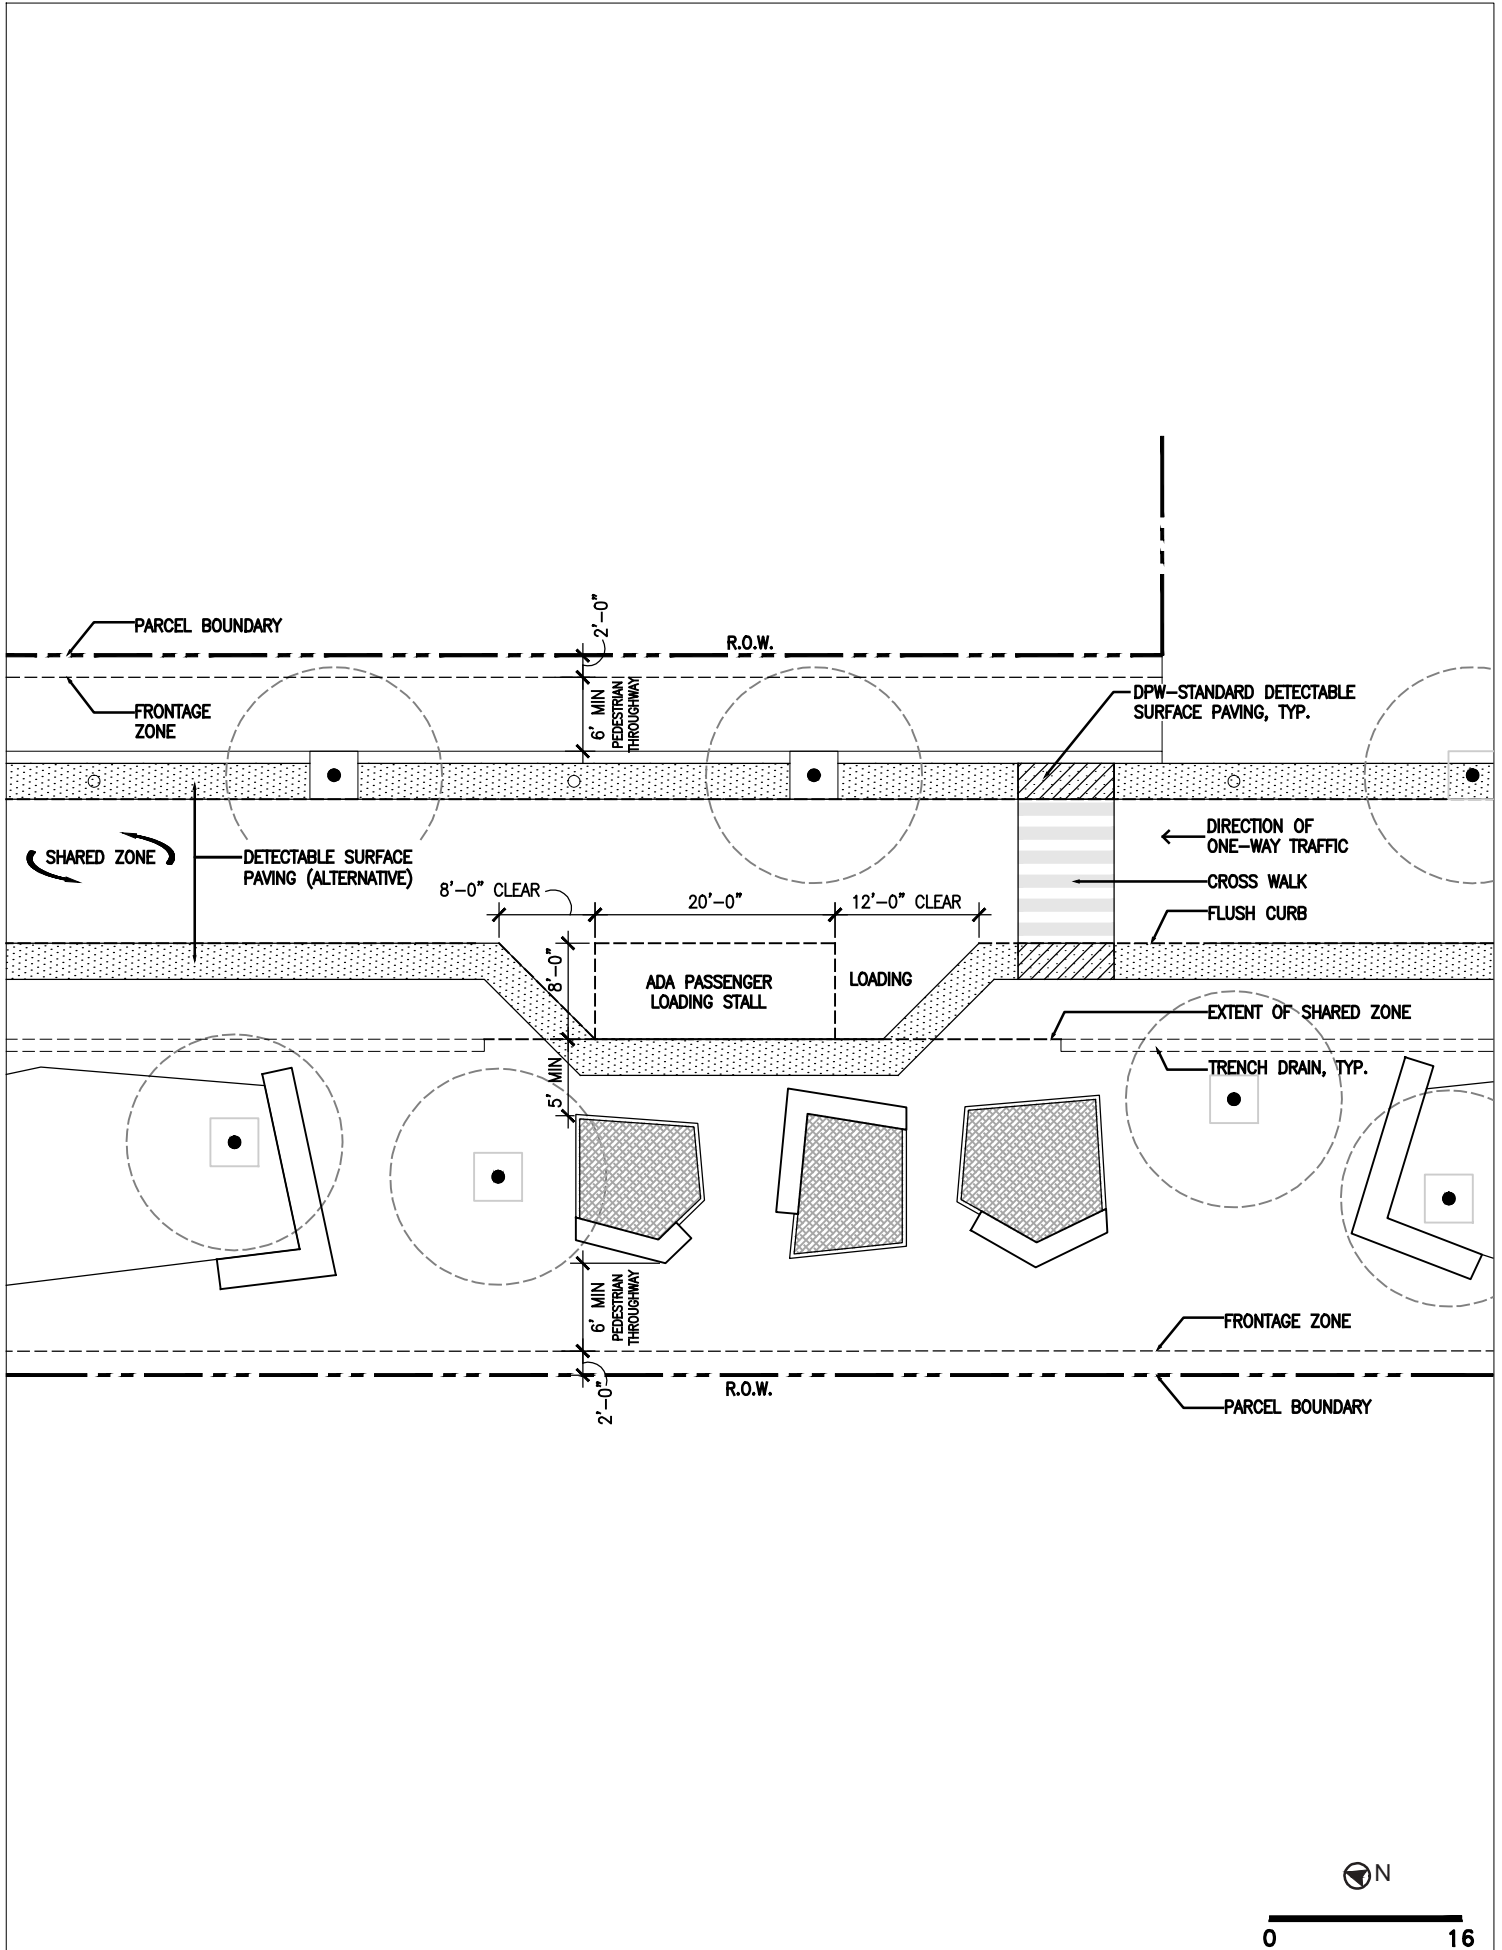 2'-0"
PARCEL BOUNDARY
R.O.W.
FRONTAGE
ZONE
6' MIN
PEDESTRIAN
THROUGHWAY
DPW-STANDARD DETECTABLE
SURFACE PAVING, TYP.
SHARED ZONE
DETECTABLE SURFACE
PAVING (ALTERNATIVE)
DIRECTION OF
ONE-WAY TRAFFIC
CROSS WALK
FLUSH CURB
8'-0" CLEAR
20'-0"
12'-0" CLEAR
8'-0"
ADA PASSENGER
LOADING STALL
LOADING
EXTENT OF SHARED ZONE
TRENCH DRAIN, TYP.
5' MIN
6' MIN
PEDESTRIAN
THROUGHWAY
FRONTAGE ZONE
2'-0"
R.O.W.
PARCEL BOUNDARY
N
0 16